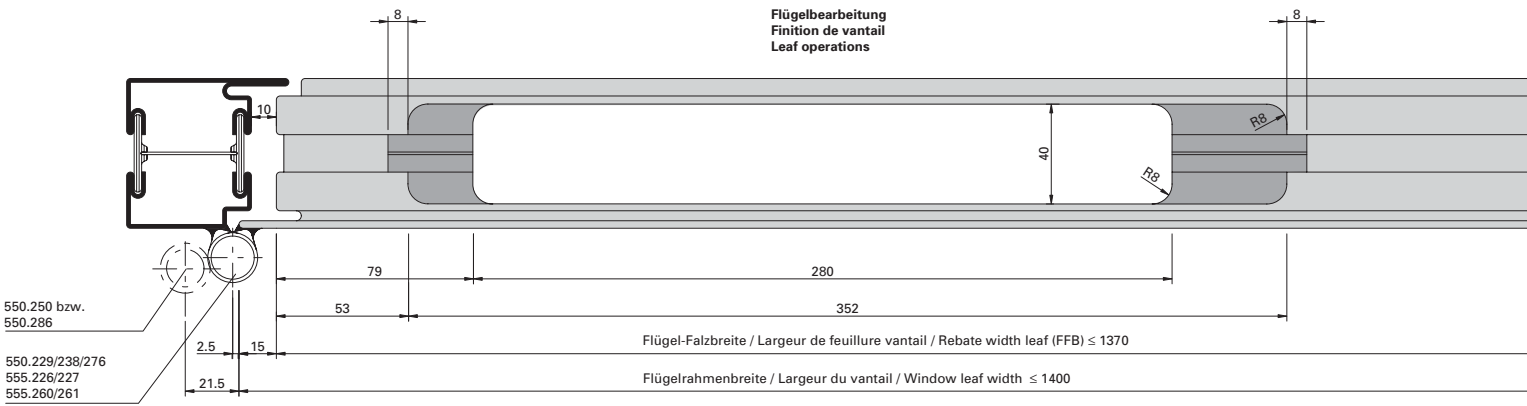 Flügelbearbeitung
Finition de vantail
Leaf operations
8
8
10
R8
40
R8
79
280
550.250 bzw.
550.286
53
352
2.5
15
Flügel-Falzbreite / Largeur de feuillure vantail / Rebate width leaf (FFB) ≤ 1370
550.229/238/276
555.226/227
555.260/261
21.5
Flügelrahmenbreite / Largeur du vantail / Window leaf width ≤ 1400